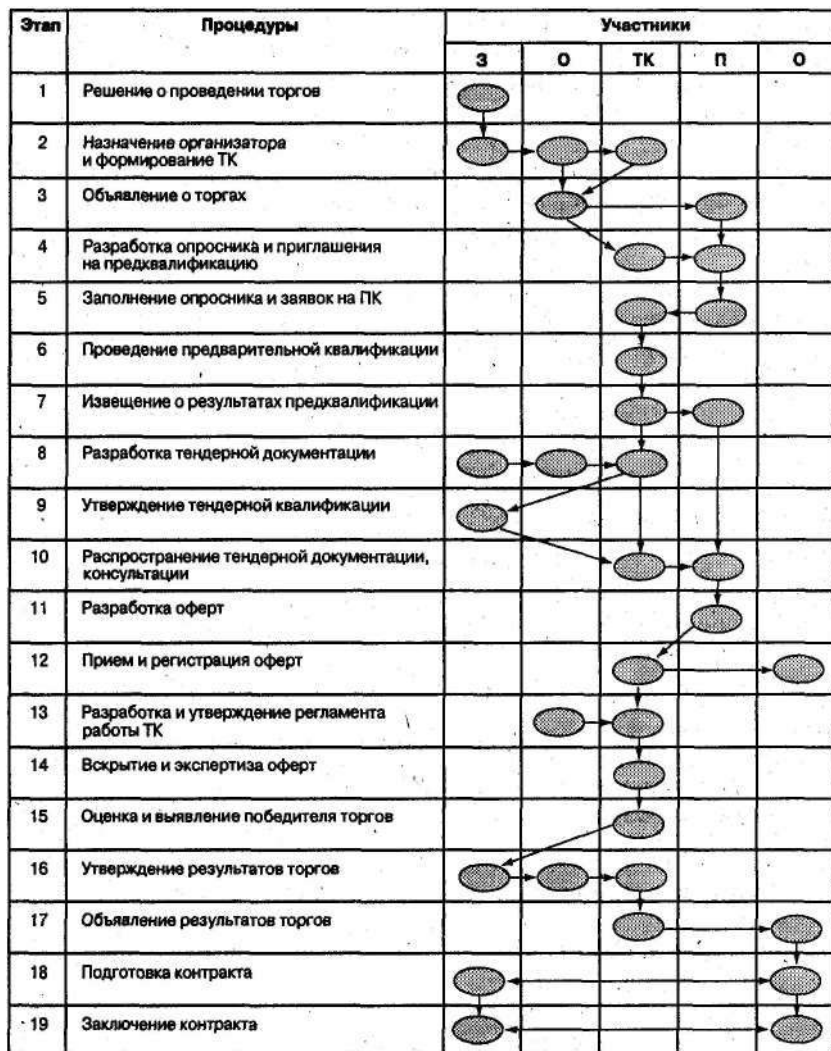 Этап Процедуры Участники
З О ТК П О
1 Решение о проведении торгов
2 Назначение организатора
и формирование ТК
3 Объявление о торгах
4 Разработка опросника и приглашения
на предквалификацию
5 Заполнение опросника и заявок на ПК
6 Проведение предварительной квалификации
7 Извещение о результатах предквалификации
8 Разработка тендерной документации
9 Утверждение тендерной квалификации
10 Распространение тендерной документации,
консультации
11 Разработка оферт
12 Прием и регистрация оферт
13 Разработка и утверждение регламента
работы ТК
14 Вскрытие и экспертиза оферт
15 Оценка и выявление победителя торгов
16 Утверждение результатов торгов
17 Объявление результатов торгов
18 Подготовка контракта
19 Заключение контракта